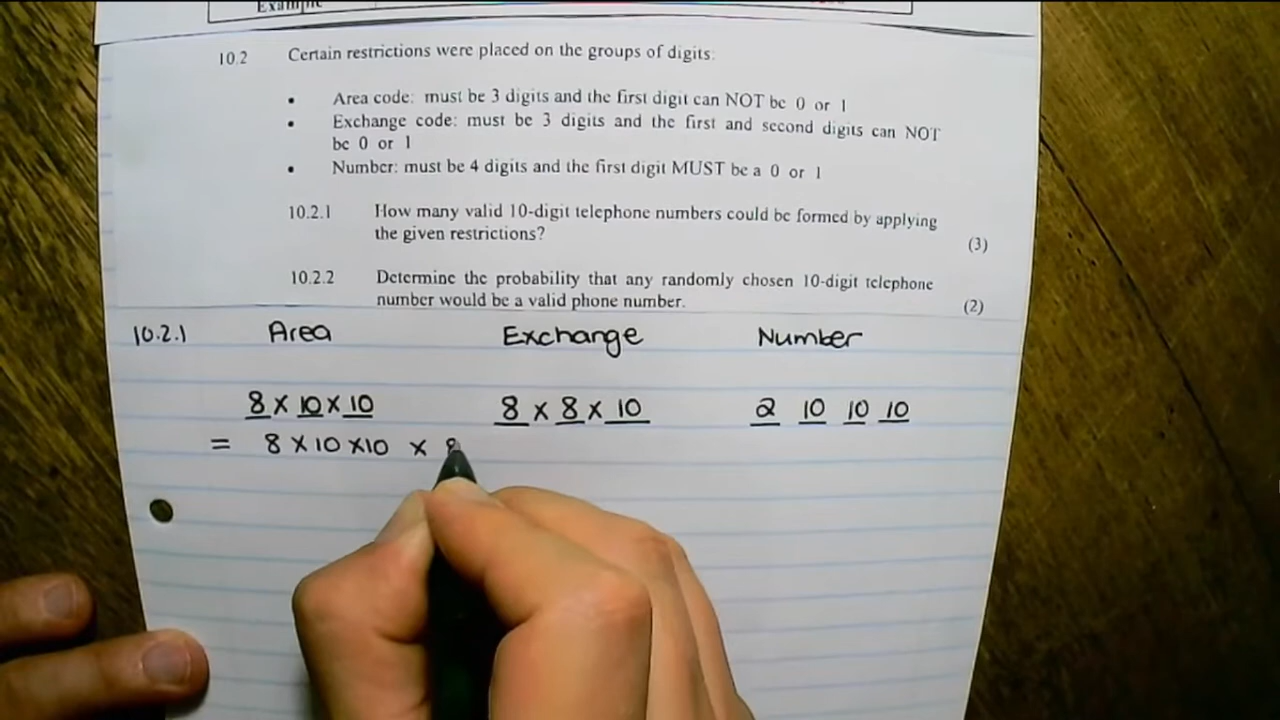 Example
10.2 Certain restrictions were placed on the groups of digits:
• Area code: must be 3 digits and the first digit can NOT be 0 or 1
• Exchange code: must be 3 digits and the first and second digits can NOT
be 0 or 1
• Number: must be 4 digits and the first digit MUST be a 0 or 1
10.2.1 How many valid 10-digit telephone numbers could be formed by applying
the given restrictions?
(3)
10.2.2 Determine the probability that any randomly chosen 10-digit telephone
number would be a valid phone number.
(2)
10.2.1 Area Exchange Number
8 × 10 × 10 8 × 8 × 10 2 10 10 10
= 8 × 10 × 10 × 8